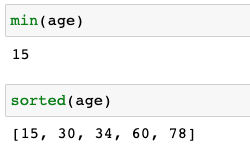 min(age)
15
sorted(age)
[15, 30, 34, 60, 78]